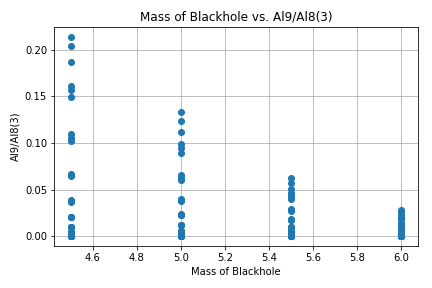 Mass of Blackhole vs. Al9/Al8(3)
Al9/Al8(3)
0.20
0.15
0.10
0.05
0.00
4.6 4.8 5.0 5.2 5.4 5.6 5.8 6.0
Mass of Blackhole